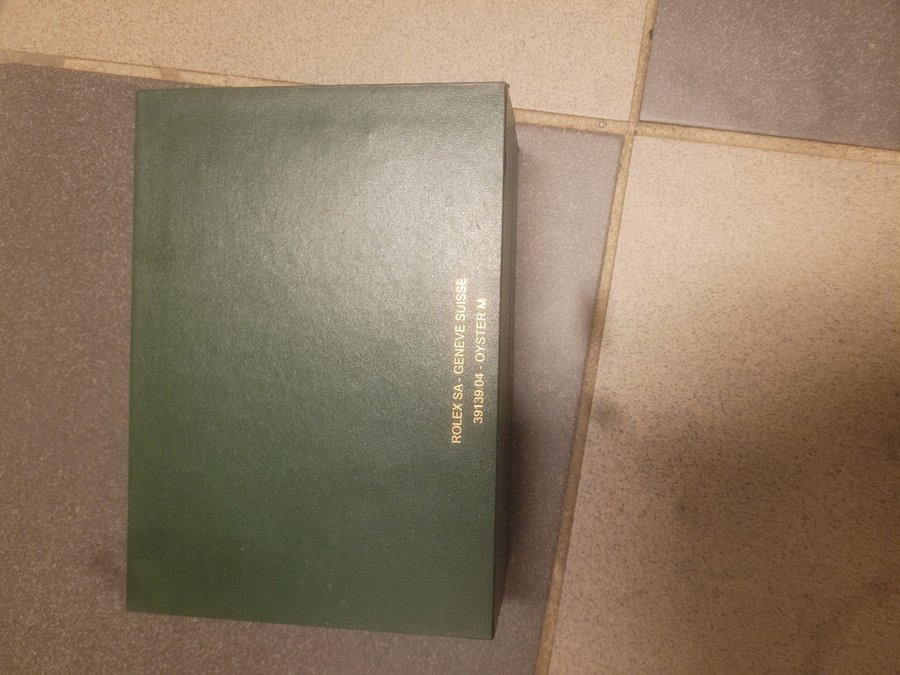 ROLEX SA - GENEVE SUISSE
39139.04 - OYSTER M